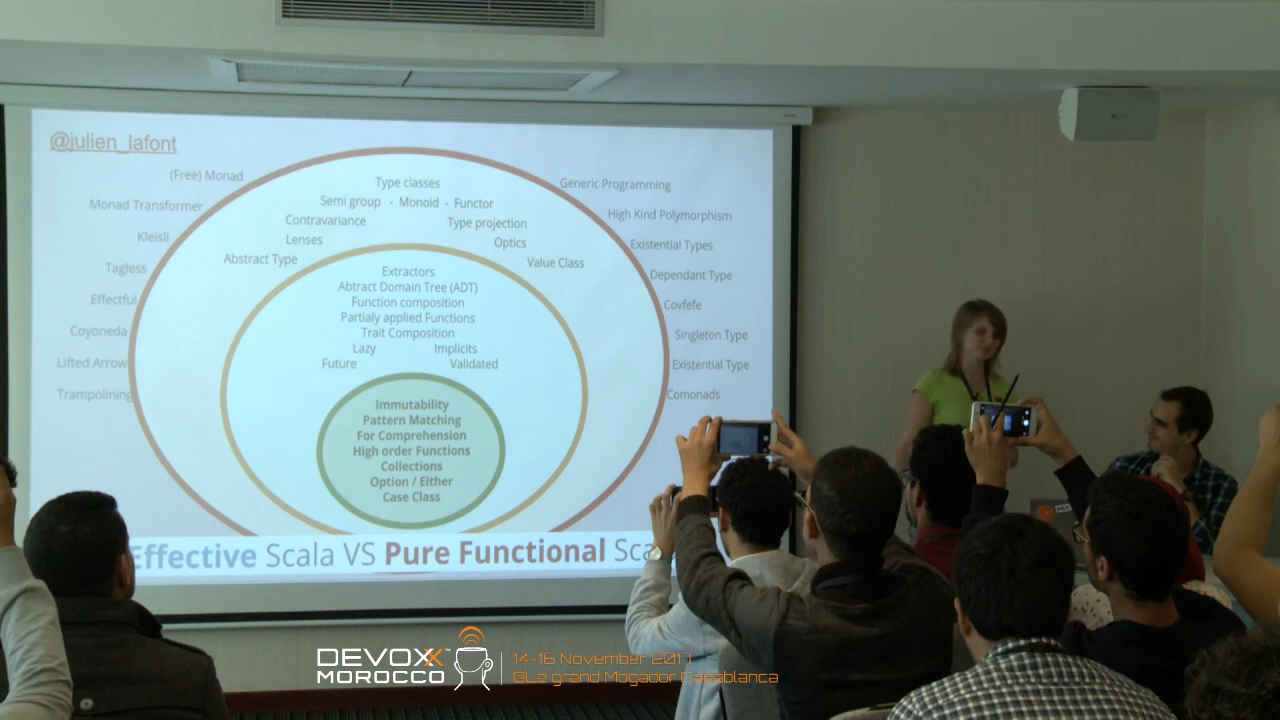 @julien_lafont
(Free) Monad
Monad Transformer
Kleisli
Tagless
Effectful
Coyoneda
Lifted Arrow
Trampolining
Type classes
Semi group - Monoid - Functor
Contravariance Type projection
Lenses Optics
Abstract Type Value Class
Extractors
Abtract Domain Tree (ADT)
Function composition
Partialy applied Functions
Trait Composition
Lazy Implicits
Future Validated
Immutability
Pattern Matching
For Comprehension
High order Functions
Collections
Option / Either
Case Class
Generic Programming
High Kind Polymorphism
Existential Types
Dependant Type
Covfefe
Singleton Type
Existential Type
Comonads
Effective Scala VS Pure Functional Sca
DEVOXX™
MOROCCO
14-16 November 2017
@Le grand Mogador Casablanca